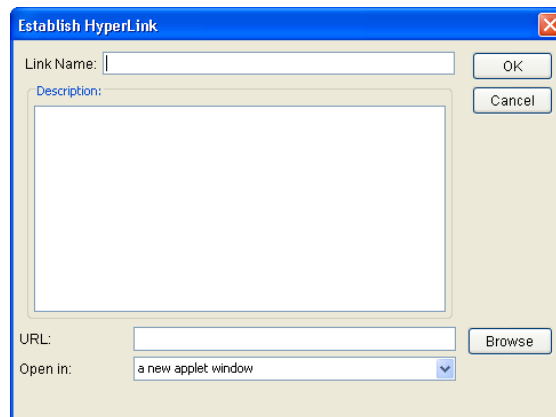 Establish HyperLink
Link Name:
OK
Description:
Cancel
URL:
Browse
Open in:
a new applet window